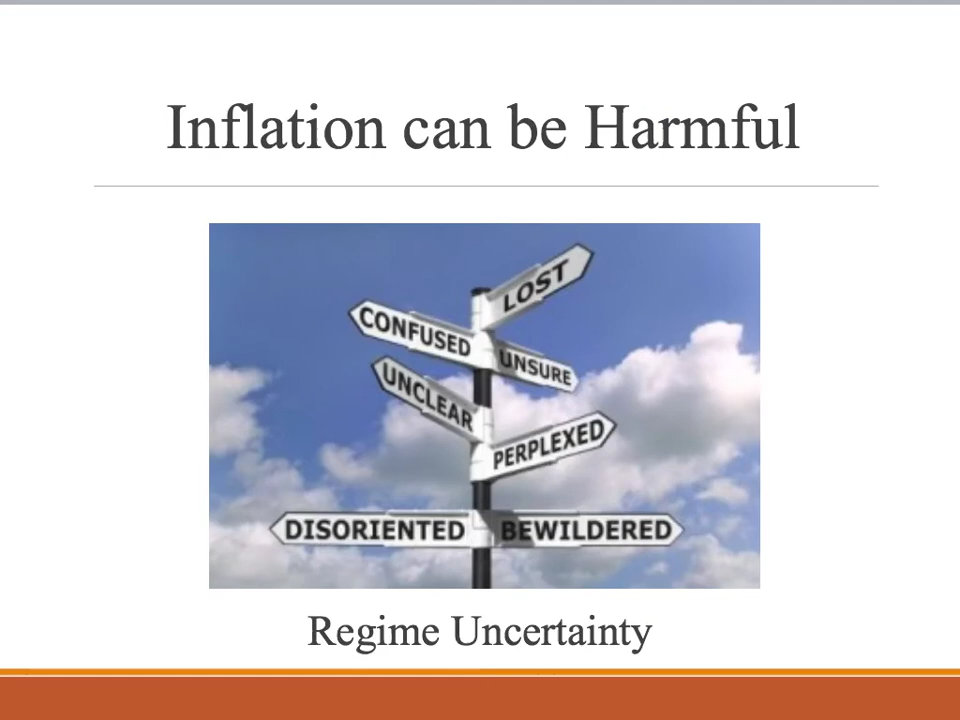 Inflation can be Harmful
LOST
CONFUSED
UNSURE
UNCLEAR
PERPLEXED
DISORIENTED
BEWILDERED
Regime Uncertainty